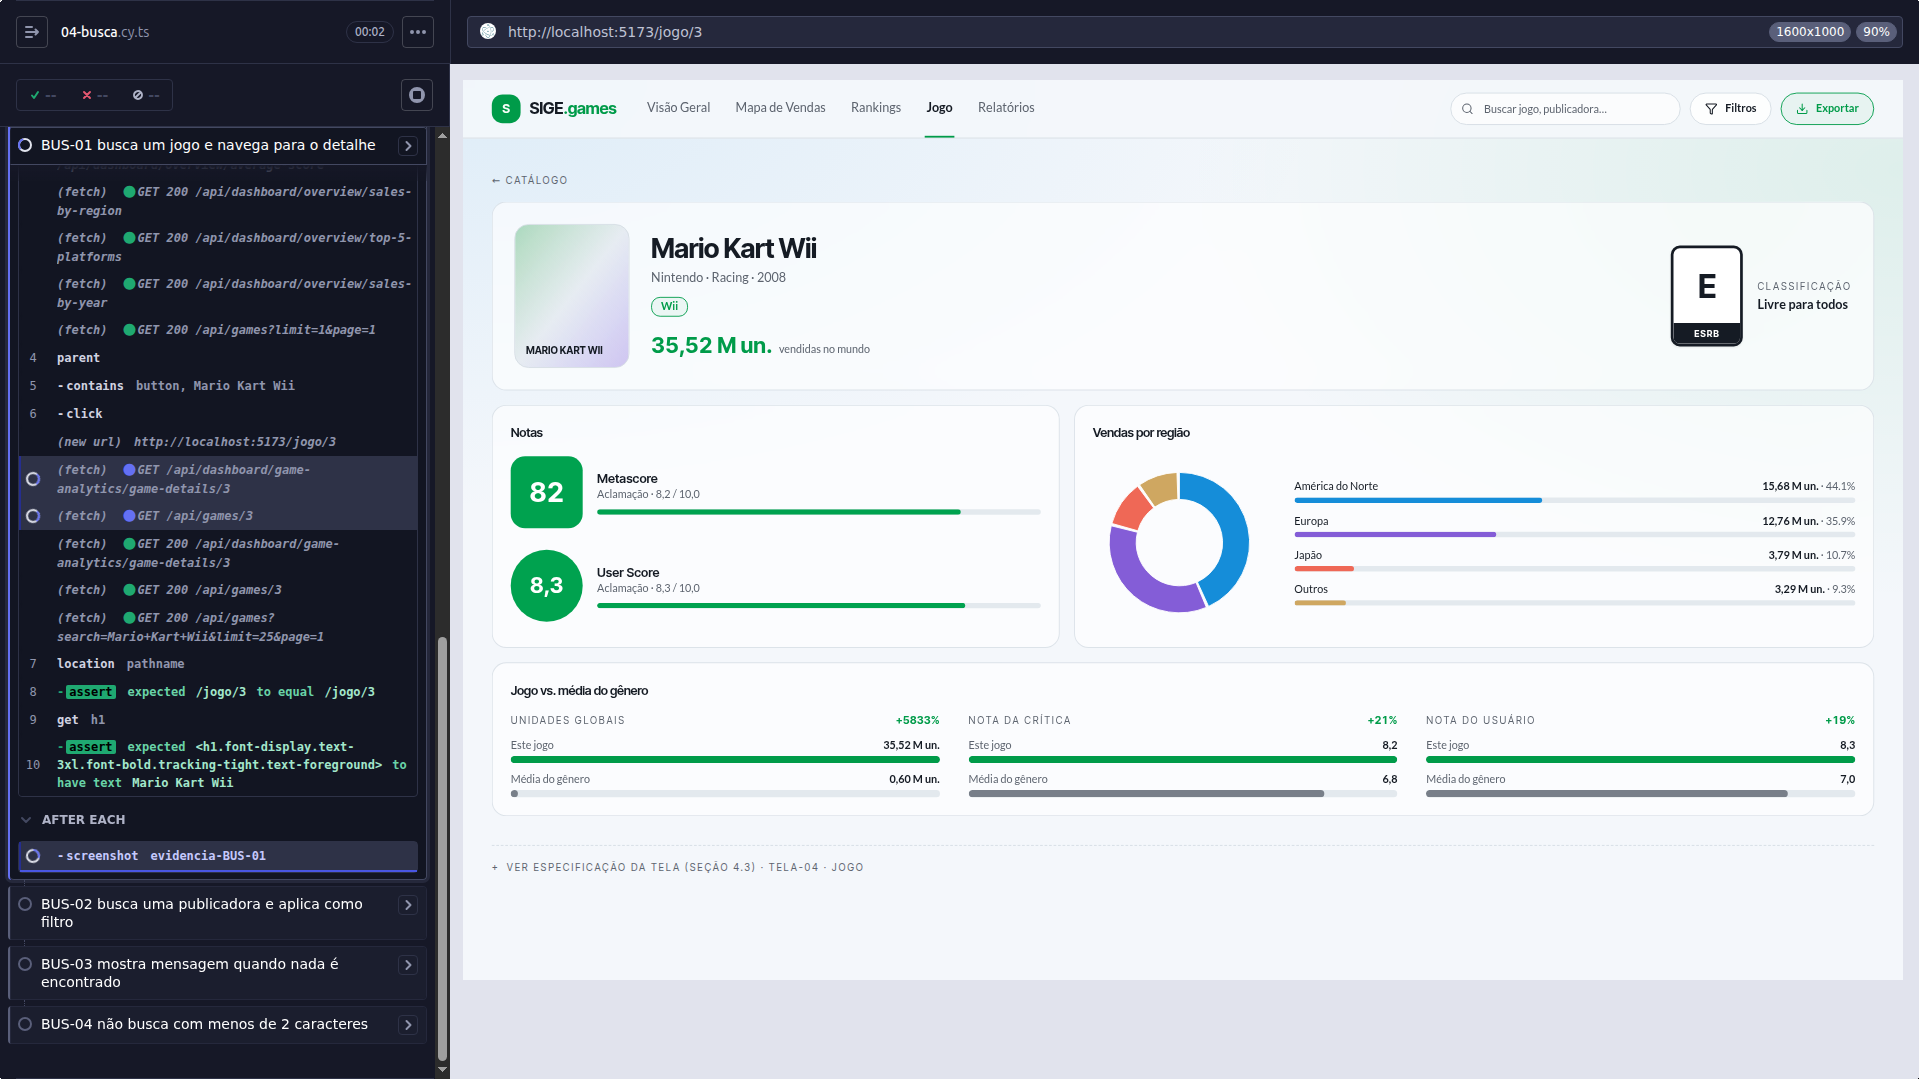 04-busca.cy.ts
00:02
--
--
--
BUS-01 busca um jogo e navega para o detalhe
(fetch) GET 200 /api/dashboard/overview/sales-
by-region
(fetch) GET 200 /api/dashboard/overview/top-5-
platforms
(fetch) GET 200 /api/dashboard/overview/sales-
by-year
(fetch) GET 200 /api/games?limit=1&page=1
4 parent
5 -contains button, Mario Kart Wii
6 -click
(new url) http://localhost:5173/jogo/3
(fetch) GET /api/dashboard/game-
analytics/game-details/3
(fetch) GET /api/games/3
(fetch) GET 200 /api/dashboard/game-
analytics/game-details/3
(fetch) GET 200 /api/games/3
(fetch) GET 200 /api/games?
search=Mario+Kart+Wii&limit=25&page=1
7 location pathname
8 -assert expected /jogo/3 to equal /jogo/3
9 get h1
-assert expected <h1.font-display.text-
10 3xl.font-bold.tracking-tight.text-foreground> to
have text Mario Kart Wii
AFTER EACH
-screenshot evidencia-BUS-01
BUS-02 busca uma publicadora e aplica como
filtro
BUS-03 mostra mensagem quando nada é
encontrado
BUS-04 não busca com menos de 2 caracteres
http://localhost:5173/jogo/3
1600x1000 90%
S SIGE.games Visão Geral Mapa de Vendas Rankings Jogo Relatórios Buscar jogo, publicadora... Filtros Exportar
← CATÁLOGO
MARIO KART WII
Mario Kart Wii
Nintendo · Racing · 2008
Wii
35,52 M un. vendidas no mundo
E
ESRB
CLASSIFICAÇÃO
Livre para todos
Notas
82
Metascore
Aclamação · 8,2 / 10,0
8,3
User Score
Aclamação · 8,3 / 10,0
Vendas por região
América do Norte 15,68 M un. · 44.1%
Europa 12,76 M un. · 35.9%
Japão 3,79 M un. · 10.7%
Outros 3,29 M un. · 9.3%
Jogo vs. média do gênero
UNIDADES GLOBAIS +5833%
Este jogo 35,52 M un.
Média do gênero 0,60 M un.
NOTA DA CRÍTICA +21%
Este jogo 8,2
Média do gênero 6,8
NOTA DO USUÁRIO +19%
Este jogo 8,3
Média do gênero 7,0
+ VER ESPECIFICAÇÃO DA TELA (SEÇÃO 4.3) · TELA-04 · JOGO